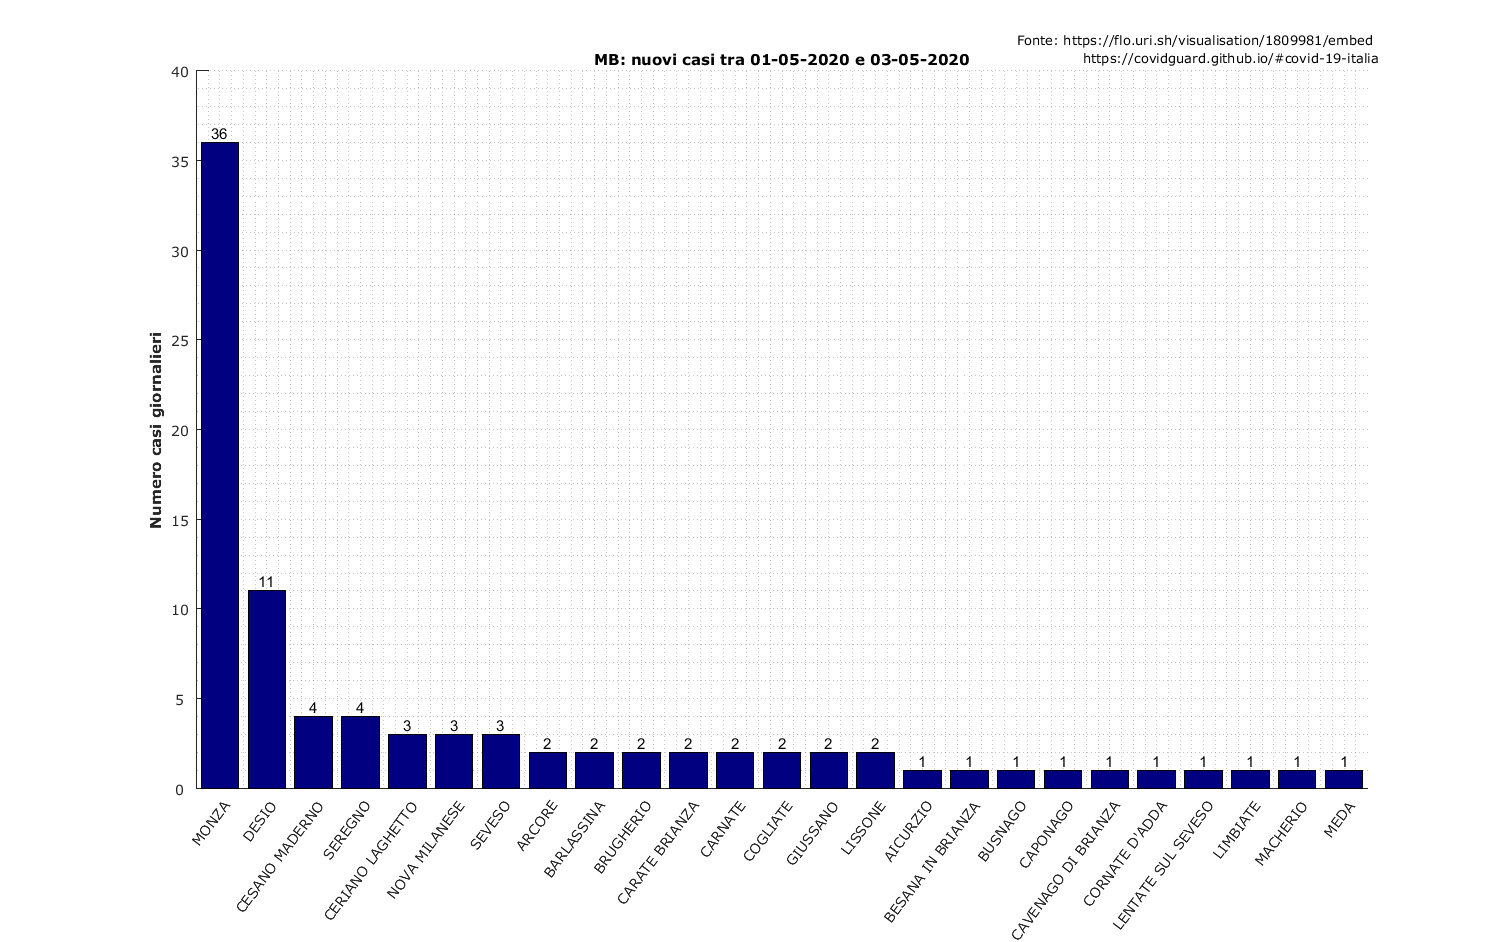 Fonte: https://flo.uri.sh/visualisation/1809981/embed
https://covidguard.github.io/#covid-19-italia
MB: nuovi casi tra 01-05-2020 e 03-05-2020
Numero casi giornalieri
40
35
30
25
20
15
10
5
0
36
11
4
4
3
3
3
2
2
2
2
2
2
2
2
1
1
1
1
1
1
1
1
1
1
MONZA
DESIO
CESANO MADERNO
SEREGNO
CERIANO LAGHETTO
NOVA MILANESE
SEVESO
ARCORE
BARLASSINA
BRUGHERIO
CARATE BRIANZA
CARNATE
COGLIATE
GIUSSANO
LISSONE
AICURZIO
BESANA IN BRIANZA
BUSNAGO
CAPONAGO
CAVENAGO DI BRIANZA
CORNATE D'ADDA
LENTATE SUL SEVESO
LIMBIATE
MACHERIO
MEDA